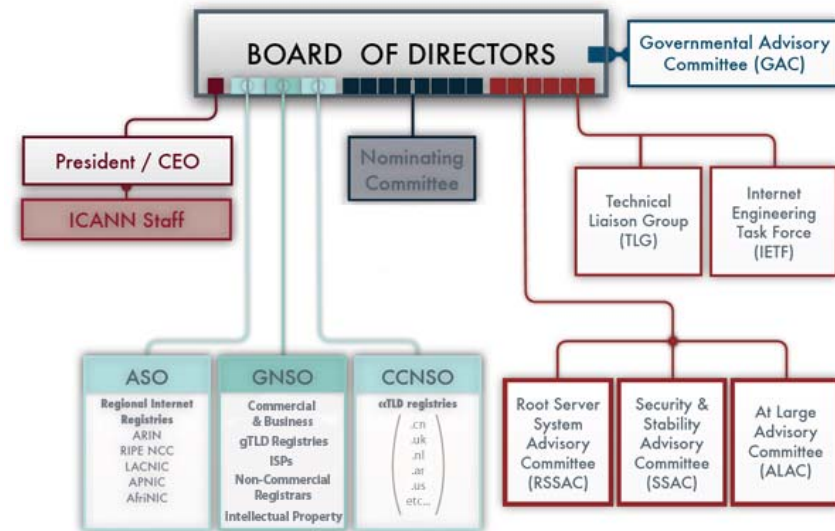 BOARD OF DIRECTORS
Governmental Advisory
Committee (GAC)
President / CEO
ICANN Staff
Nominating
Committee
Technical
Liaison Group
(TLG)
Internet
Engineering
Task Force
(IETF)
ASO
Regional Internet
Registries
ARIN
RIPE NCC
LACNIC
APNIC
AfriNIC
GNSO
Commercial
& Business
gTLD Registries
ISPs
Non-Commercial
Registrars
Intellectual Property
CCNSO
ccTLD registries
.cn
.uk
.nl
.ar
.us
etc...
Root Server
System
Advisory
Committee
(RSSAC)
Security &
Stability
Advisory
Committee
(SSAC)
At Large
Advisory
Committee
(ALAC)